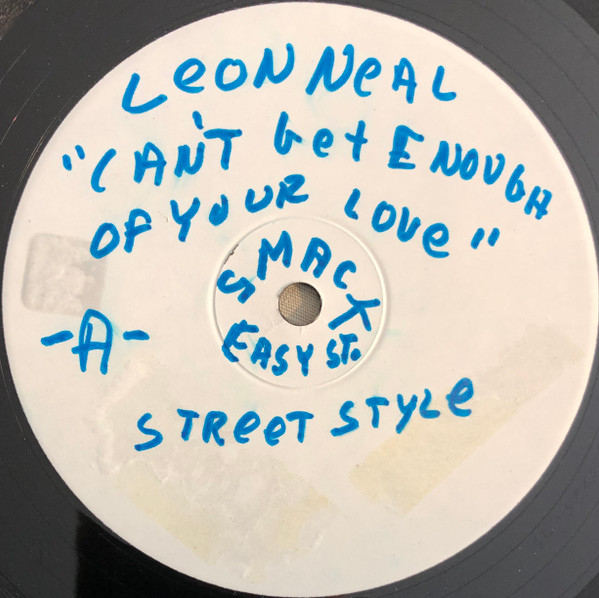 LeoN NeAL
"CAN'T Get ENOUGH
OF YOUR LOVe"
SMACK
EASY ST.
-A-
STReeT STYLe